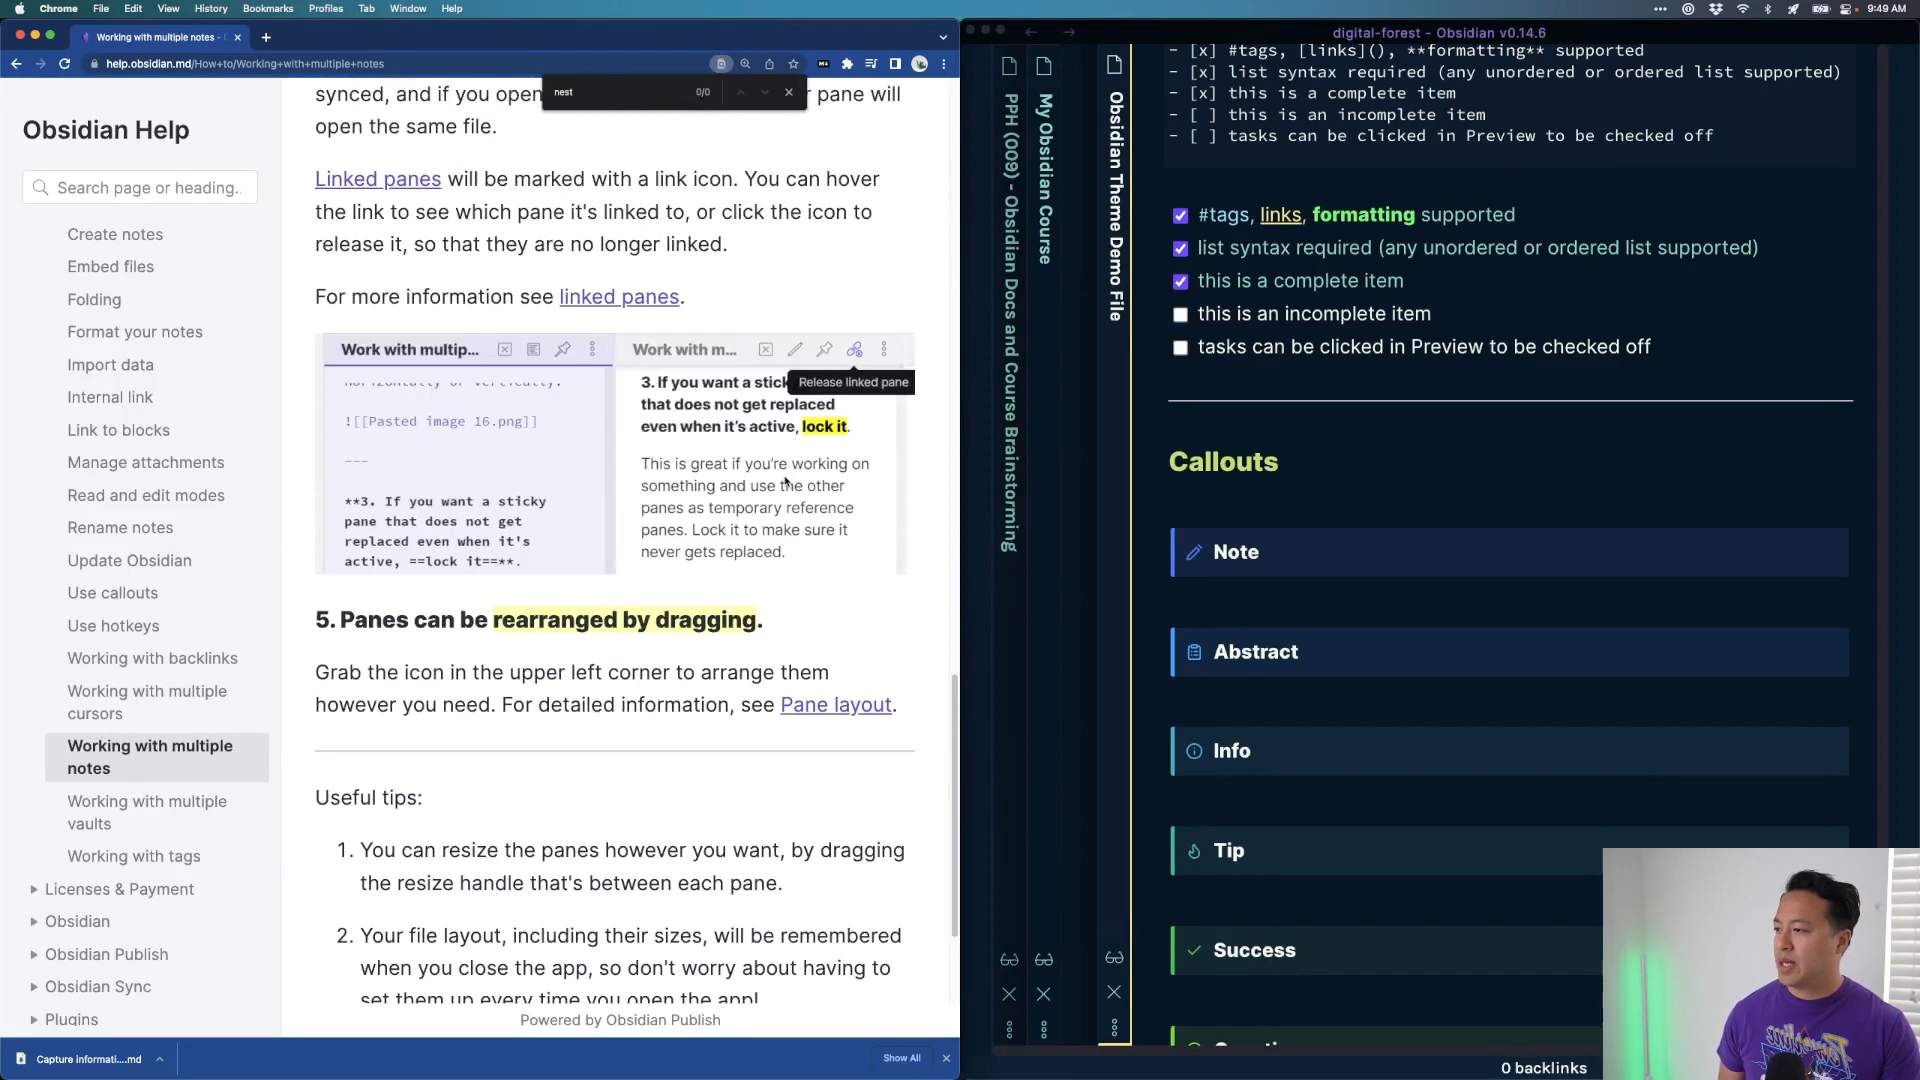 Chrome File Edit View History Bookmarks Profiles Tab Window Help
9:49 AM
Working with multiple notes -
help.obsidian.md/How+to/Working+with+multiple+notes
nest 0/0
Obsidian Help
Search page or heading..
Create notes
Embed files
Folding
Format your notes
Import data
Internal link
Link to blocks
Manage attachments
Read and edit modes
Rename notes
Update Obsidian
Use callouts
Use hotkeys
Working with backlinks
Working with multiple
cursors
Working with multiple
notes
Working with multiple
vaults
Working with tags
Licenses & Payment
Obsidian
Obsidian Publish
Obsidian Sync
Plugins
synced, and if you open pane will
open the same file.
Linked panes will be marked with a link icon. You can hover
the link to see which pane it's linked to, or click the icon to
release it, so that they are no longer linked.
For more information see linked panes.
Work with multip...
horizontally or vertically.
![[Pasted image 16.png]]
---
**3. If you want a sticky
pane that does not get
replaced even when it's
active, ==lock it==**.
Work with m...
Release linked pane
3. If you want a stick
that does not get replaced
even when it's active, lock it.
This is great if you're working on
something and use the other
panes as temporary reference
panes. Lock it to make sure it
never gets replaced.
5. Panes can be rearranged by dragging.
Grab the icon in the upper left corner to arrange them
however you need. For detailed information, see Pane layout.
Useful tips:
1. You can resize the panes however you want, by dragging
the resize handle that's between each pane.
2. Your file layout, including their sizes, will be remembered
when you close the app, so don't worry about having to
set them up every time you open the app!
Powered by Obsidian Publish
Capture informati....md
Show All
digital-forest - Obsidian v0.14.6
PPH (009) - Obsidian Docs and Course Brainstorming
My Obsidian Course
Obsidian Theme Demo File
- [x] #tags, [links](), **formatting** supported
- [x] list syntax required (any unordered or ordered list supported)
- [x] this is a complete item
- [ ] this is an incomplete item
- [ ] tasks can be clicked in Preview to be checked off
#tags, links, formatting supported
list syntax required (any unordered or ordered list supported)
this is a complete item
this is an incomplete item
tasks can be clicked in Preview to be checked off
Callouts
Note
Abstract
Info
Tip
Success
0 backlinks